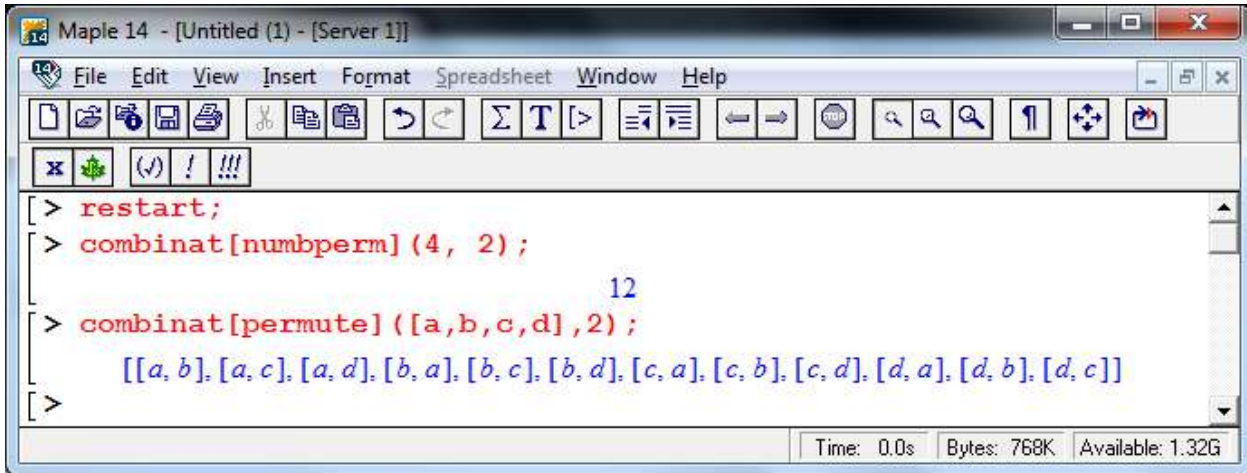 Maple 14 - [Untitled (1) - [Server 1]]
File Edit View Insert Format Spreadsheet Window Help
Σ T [> STOP ¶
x (√) ! !!!
[> restart;
[> combinat[numbperm](4, 2);
12
[> combinat[permute]([a,b,c,d],2);
[[a, b], [a, c], [a, d], [b, a], [b, c], [b, d], [c, a], [c, b], [c, d], [d, a], [d, b], [d, c]]
[>
Time: 0.0s Bytes: 768K Available: 1.32G